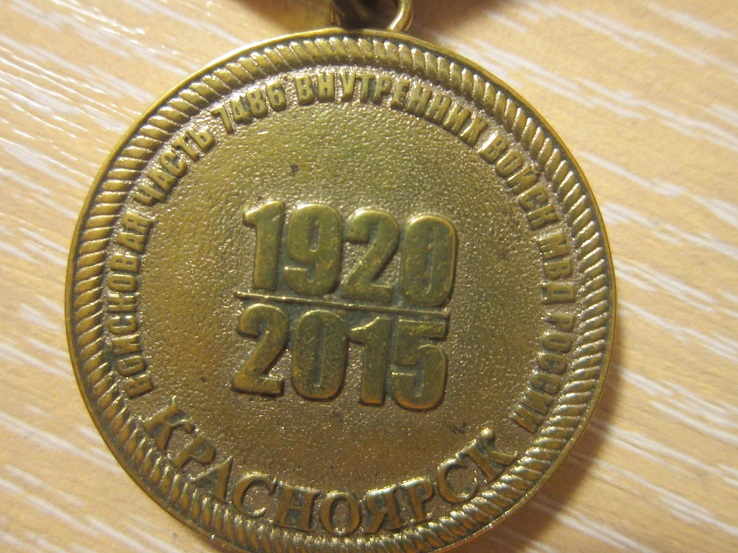 ВОЙСКОВАЯ ЧАСТЬ 7486 ВНУТРЕННИХ ВОЙСК МВД РОССИИ
1920
2015
КРАСНОЯРСК